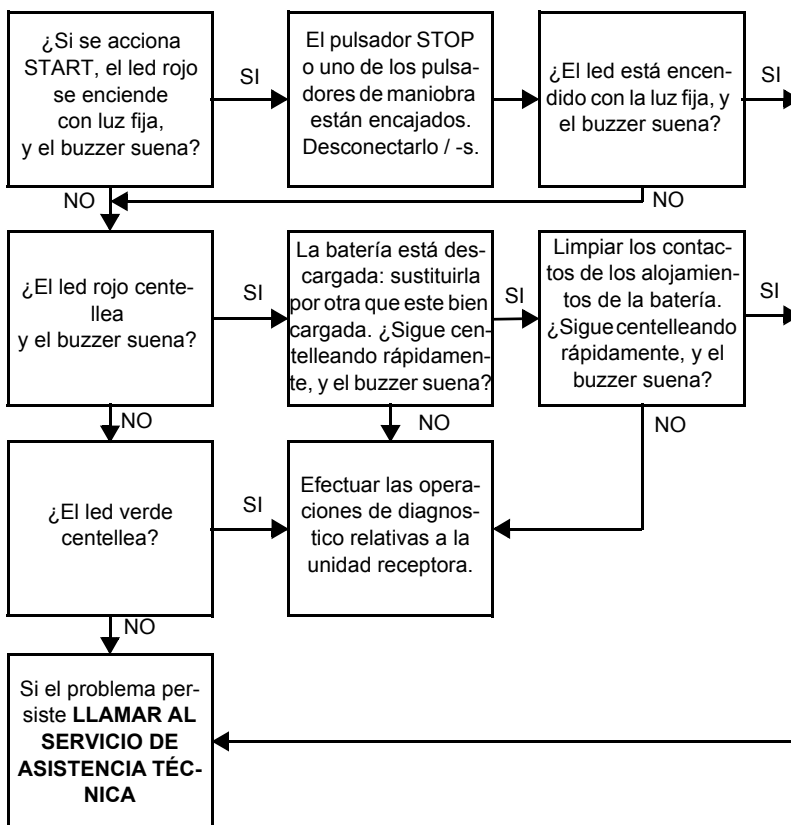 ¿Si se acciona
START, el led rojo
se enciende
con luz fija,
y el buzzer suena?
SI
El pulsador STOP
o uno de los pulsa-
dores de maniobra
están encajados.
Desconectarlo / -s.
¿El led está encen-
dido con la luz fija, y
el buzzer suena?
SI
NO
NO
¿El led rojo cente-
llea
y el buzzer suena?
SI
La batería está des-
cargada: sustituirla
por otra que este bien
cargada. ¿Sigue cen-
telleando rápidamen-
te, y el buzzer suena?
SI
Limpiar los contac-
tos de los alojamien-
tos de la batería.
¿Sigue centelleando
rápidamente, y el
buzzer suena?
SI
NO
NO
NO
¿El led verde
centellea?
SI
Efectuar las opera-
ciones de diagnos-
tico relativas a la
unidad receptora.
NO
Si el problema per-
siste LLAMAR AL
SERVICIO DE
ASISTENCIA TÉC-
NICA